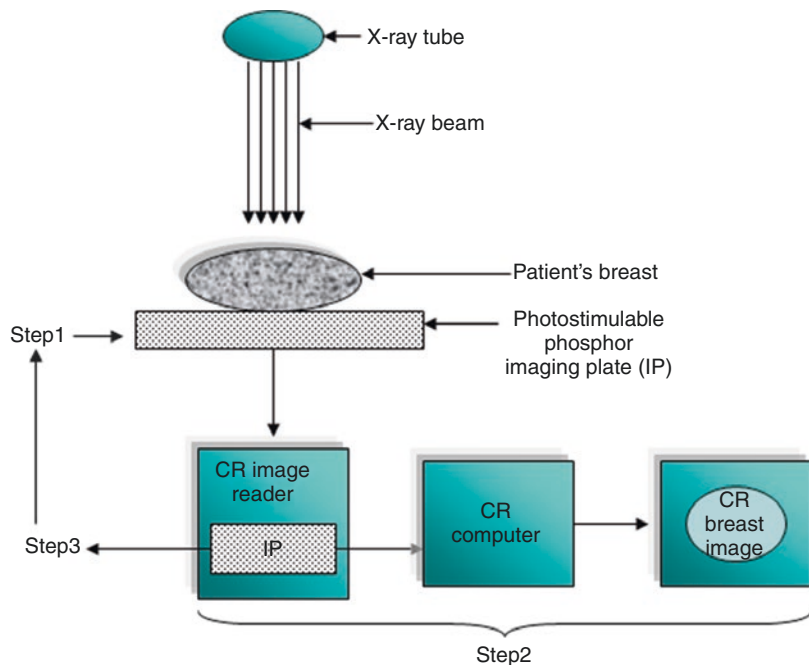 X-ray tube
X-ray beam
Patient's breast
Photostimulable
phosphor
imaging plate (IP)
Step1
CR image
reader
IP
CR
computer
CR
breast
image
Step3
Step2